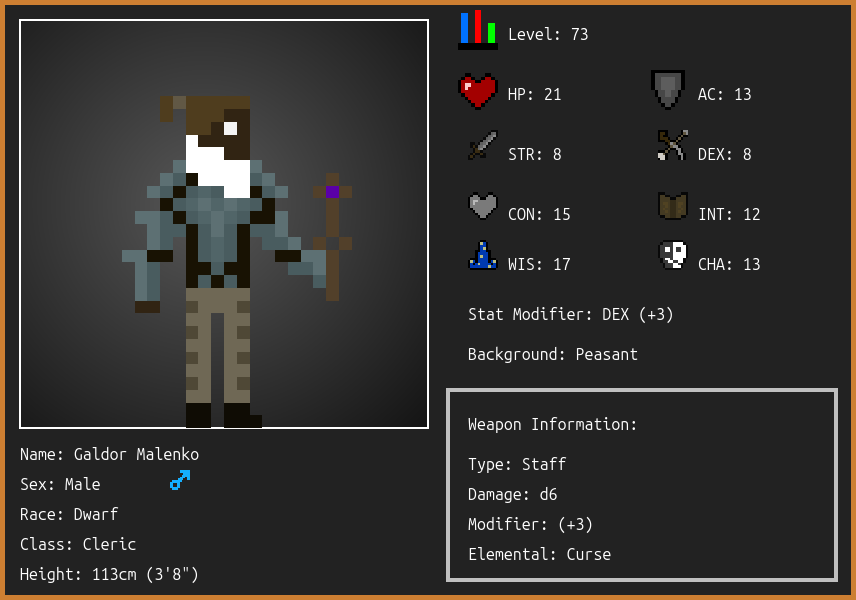 Level: 73
HP: 21
AC: 13
STR: 8
DEX: 8
CON: 15
INT: 12
WIS: 17
CHA: 13
Stat Modifier: DEX (+3)
Background: Peasant
Weapon Information:
Type: Staff
Damage: d6
Modifier: (+3)
Elemental: Curse
Name: Galdor Malenko
Sex: Male
Race: Dwarf
Class: Cleric
Height: 113cm (3'8")